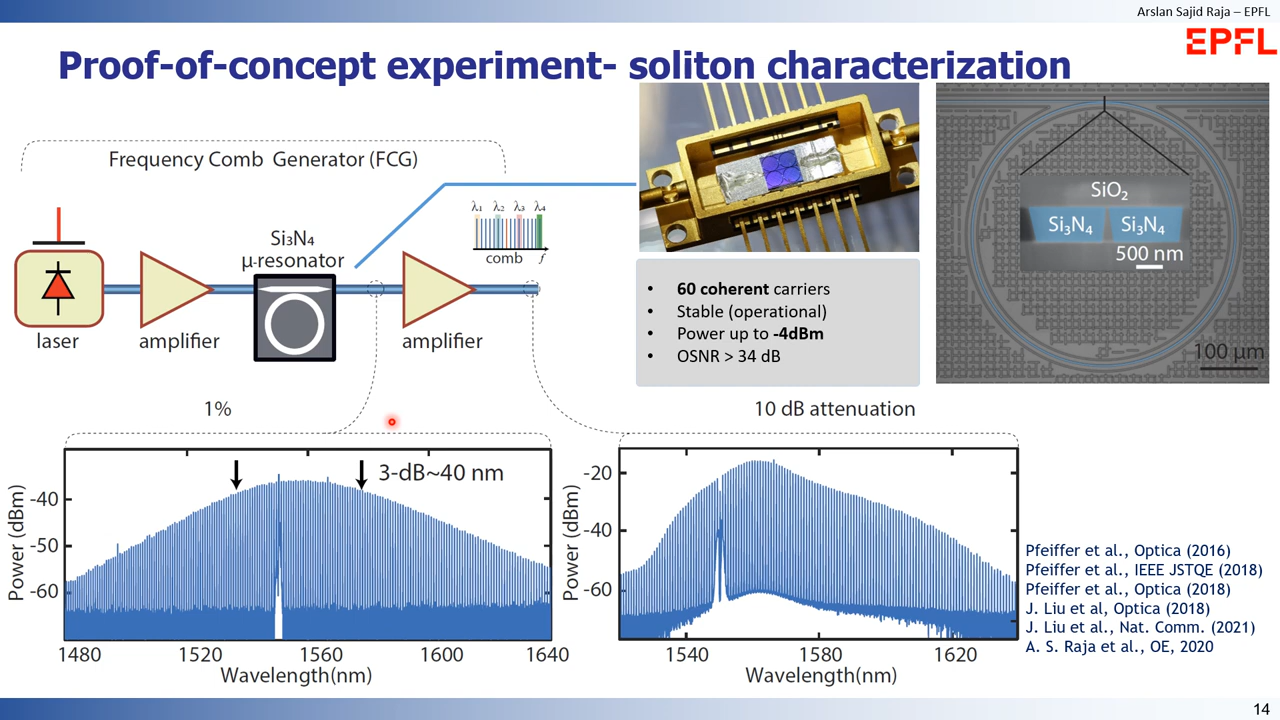 Arslan Sajid Raja – EPFL
EPFL
Proof-of-concept experiment- soliton characterization
Frequency Comb Generator (FCG)
λ₁ λ₂ λ₃ λ₄
comb f
Si₃N₄
μ-resonator
laser
amplifier
amplifier
• 60 coherent carriers
• Stable (operational)
• Power up to -4dBm
• OSNR > 34 dB
SiO₂
Si₃N₄ Si₃N₄
500 nm
100 μm
1%
3-dB~40 nm
Power (dBm)
-40
-50
-60
1480 1520 1560 1600 1640
Wavelength(nm)
10 dB attenuation
Power (dBm)
-20
-40
-60
1540 1580 1620
Wavelength(nm)
Pfeiffer et al., Optica (2016)
Pfeiffer et al., IEEE JSTQE (2018)
Pfeiffer et al., Optica (2018)
J. Liu et al, Optica (2018)
J. Liu et al., Nat. Comm. (2021)
A. S. Raja et al., OE, 2020
14